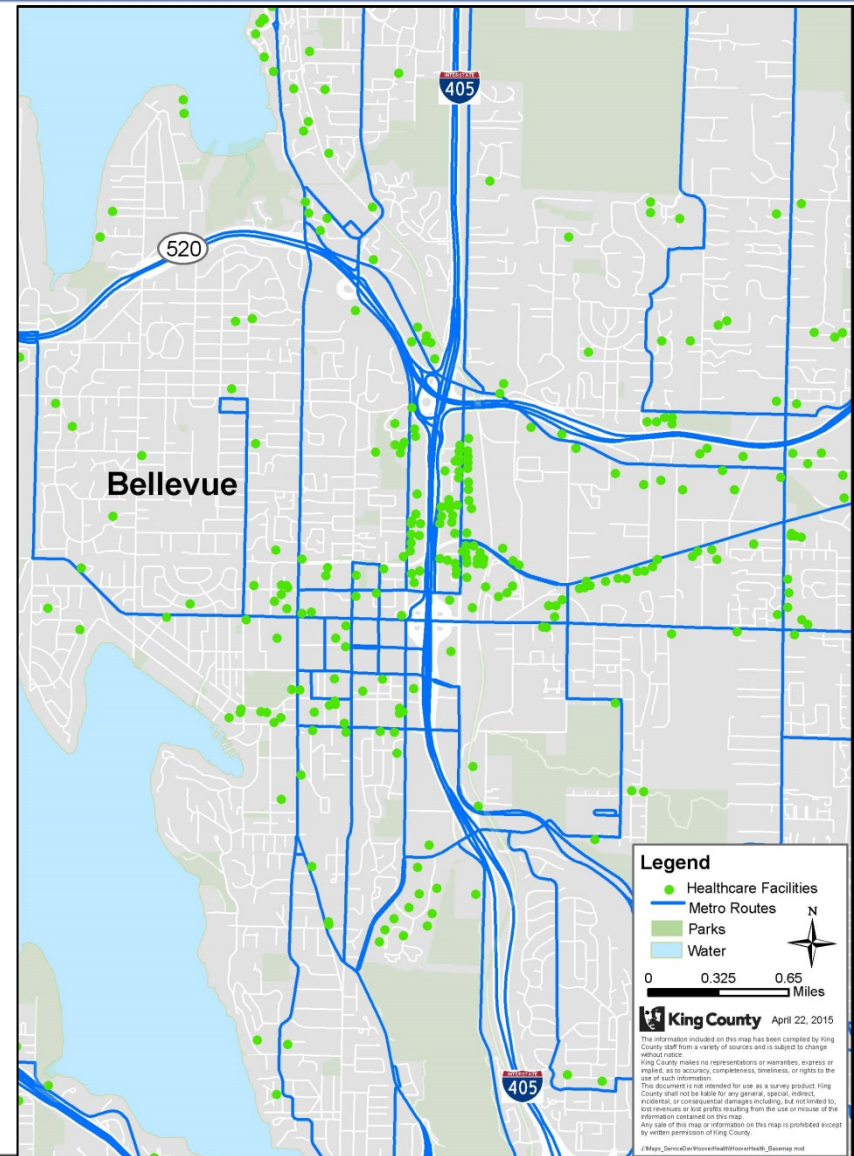 INTERSTATE
405
520
Bellevue
Legend
Healthcare Facilities
Metro Routes
Parks
Water
N
0 0.325 0.65
Miles
King County April 22, 2015
The information included on this map has been compiled by King
County staff from a variety of sources and is subject to change
without notice.
King County makes no representations or warranties, express or
implied, as to accuracy, completeness, timeliness, or rights to the
use of such information.
This document is not intended for use as a survey product. King
County shall not be liable for any general, special, indirect,
incidental, or consequential damages including, but not limited to,
lost revenues or lost profits resulting from the use or misuse of the
information contained on this map.
Any sale of this map or information on this map is prohibited except
by written permission of King County.
INTERSTATE
405